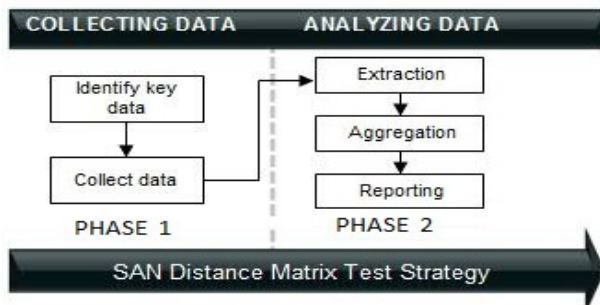 COLLECTING DATA
ANALYZING DATA
Identify key
data
Collect data
PHASE 1
Extraction
Aggregation
Reporting
PHASE 2
SAN Distance Matrix Test Strategy